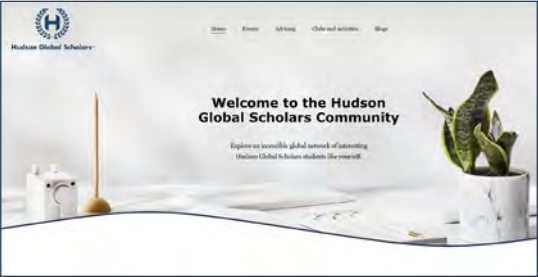 H
Hudson Global Scholars™
Home Events Advising Clubs and Activities Blogs
Welcome to the Hudson
Global Scholars Community
Explore an incredible global network of interesting
Hudson Global Scholars students like yourself.